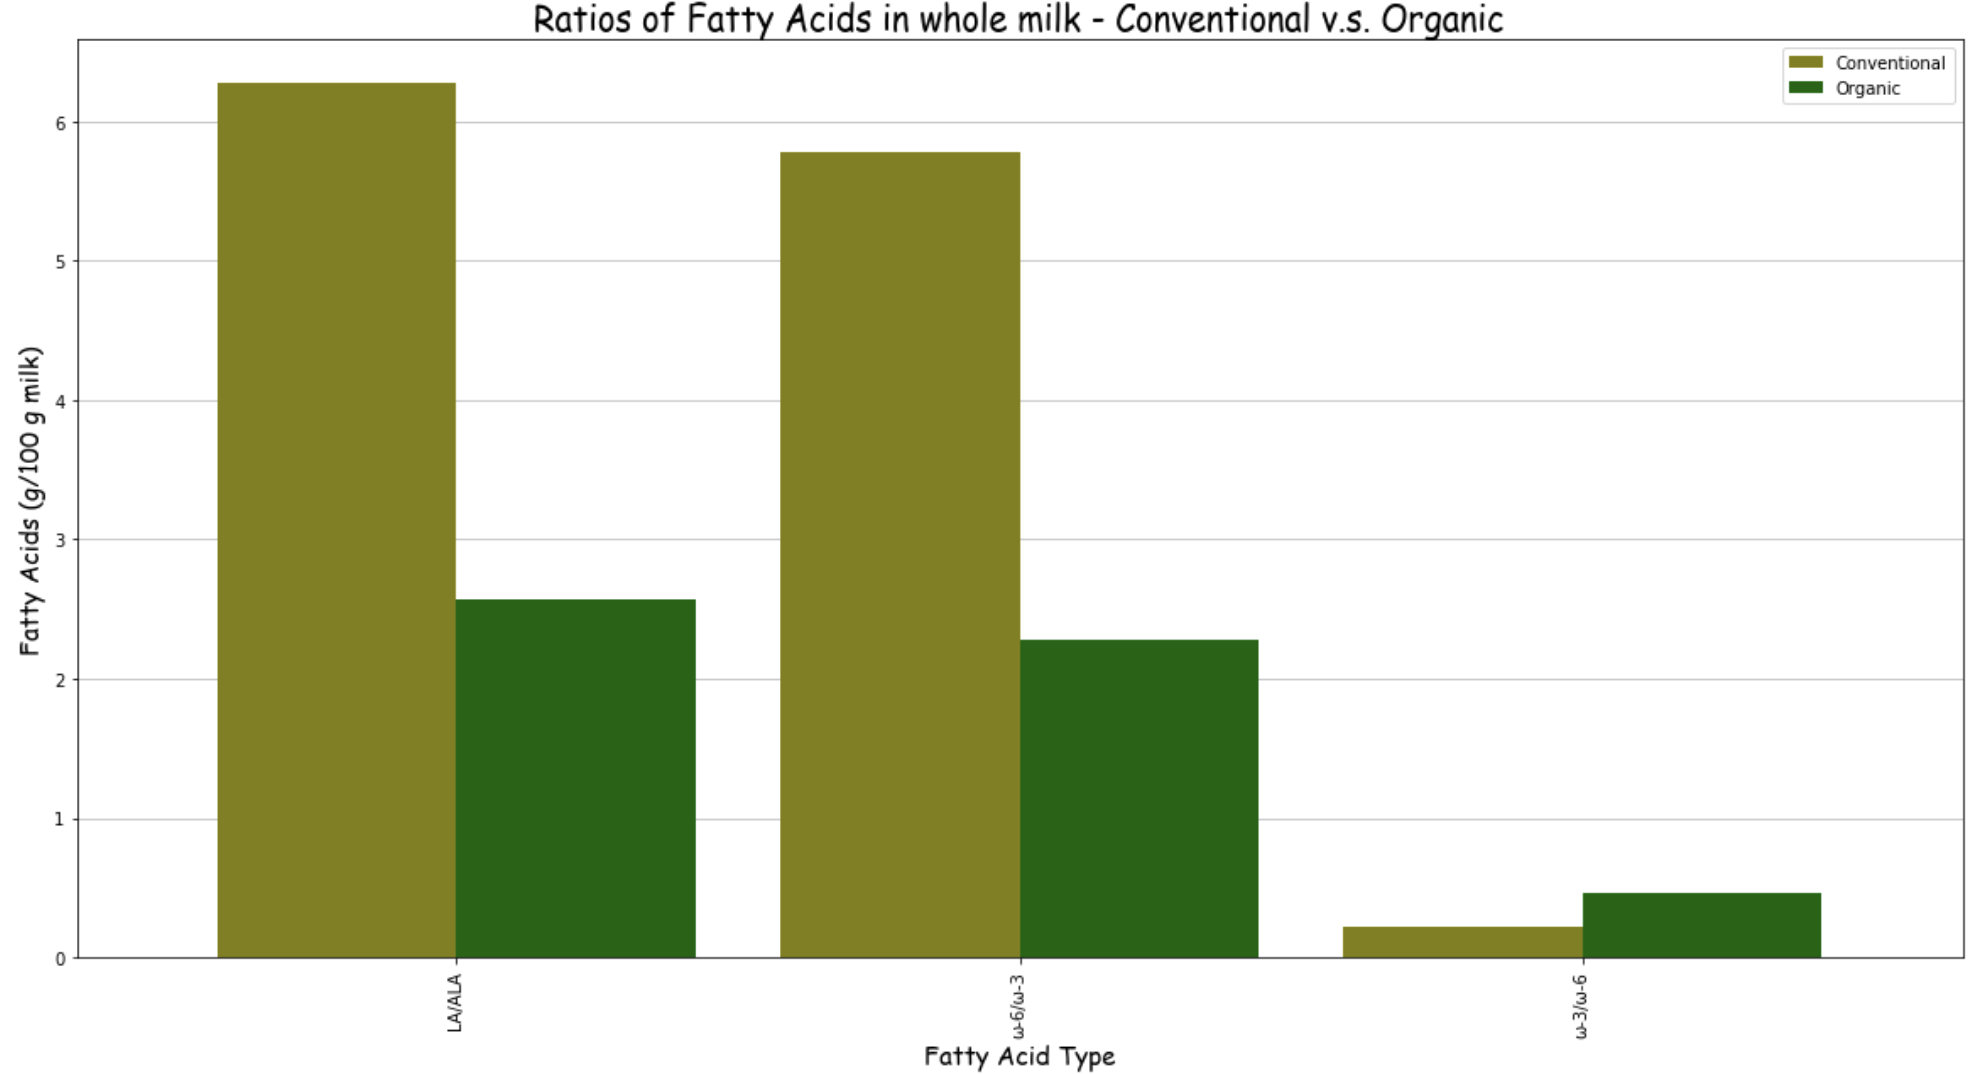 Ratios of Fatty Acids in whole milk - Conventional v.s. Organic
Conventional
Organic
Fatty Acids (g/100 g milk)
6
5
4
3
2
1
0
LA/ALA
ω-6/ω-3
ω-3/ω-6
Fatty Acid Type